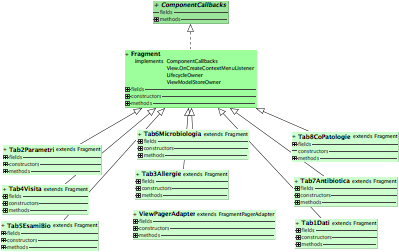 + ComponentCallbacks
fields
methods
+ Fragment
implements ComponentCallbacks
View.OnCreateContextMenuListener
LifecycleOwner
ViewModelStoreOwner
fields
constructors
methods
+ Tab2Parametri extends Fragment
fields
constructors
methods
+ Tab6Microbiologia extends Fragment
fields
constructors
methods
+ Tab8CoPatologie extends Fragment
fields
constructors
methods
+ Tab4Visita extends Fragment
fields
constructors
methods
+ Tab3Allergie extends Fragment
fields
constructors
methods
+ Tab7Antibiotica extends Fragment
fields
constructors
methods
+ Tab5EsamiBio extends Fragment
fields
constructors
methods
+ ViewPagerAdapter extends FragmentPagerAdapter
fields
constructors
methods
+ Tab1Dati extends Fragment
fields
constructors
methods